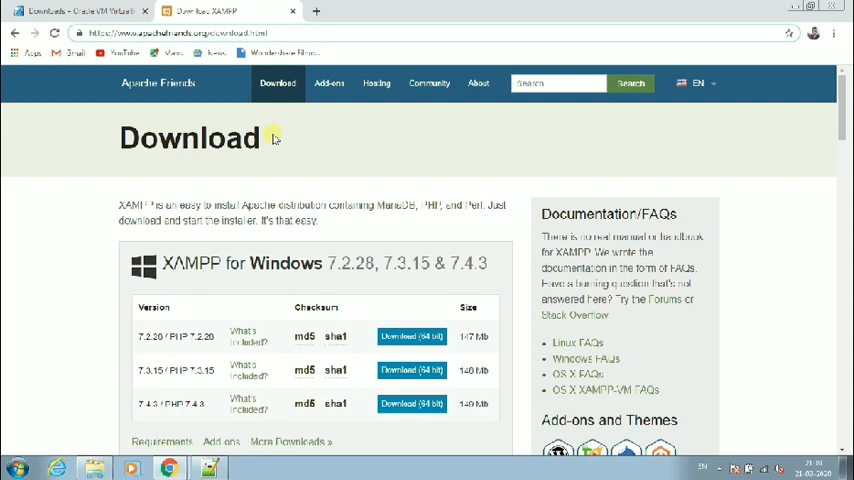 Downloads – Oracle VM VirtualB
Download XAMPP
https://www.apachefriends.org/download.html
Apps Gmail YouTube Maps News Wondershare Filmo...
Apache Friends Download Add-ons Hosting Community About Search Search EN
Download
XAMPP is an easy to install Apache distribution containing MariaDB, PHP, and Perl. Just
download and start the installer. It's that easy.
XAMPP for Windows 7.2.28, 7.3.15 & 7.4.3
Version Checksum Size
7.2.28 / PHP 7.2.28 What's Included? md5 sha1 Download (64 bit) 147 Mb
7.3.15 / PHP 7.3.15 What's Included? md5 sha1 Download (64 bit) 148 Mb
7.4.3 / PHP 7.4.3 What's Included? md5 sha1 Download (64 bit) 149 Mb
Requirements Add-ons More Downloads »
Documentation/FAQs
There is no real manual or handbook
for XAMPP. We wrote the
documentation in the form of FAQs.
Have a burning question that's not
answered here? Try the Forums or
Stack Overflow
Linux FAQs
Windows FAQs
OS X FAQs
OS X XAMPP-VM FAQs
Add-ons and Themes
EN
21-03-2020